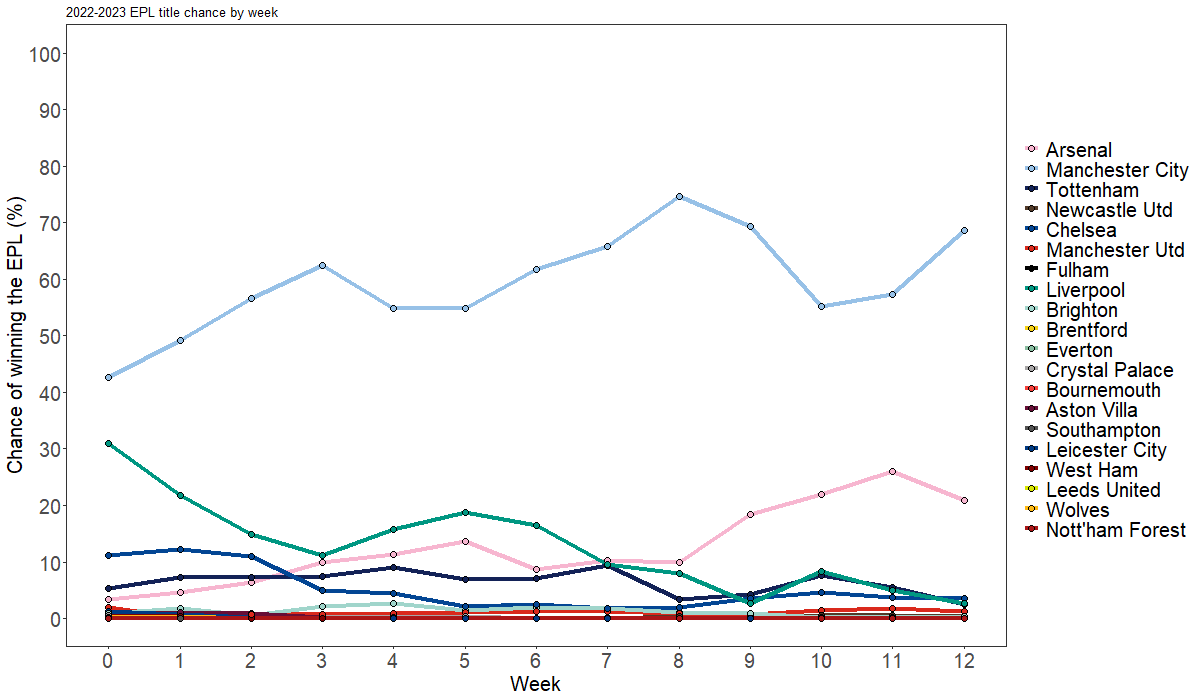 2022-2023 EPL title chance by week
Chance of winning the EPL (%)
100
90
80
70
60
50
40
30
20
10
0
0 1 2 3 4 5 6 7 8 9 10 11 12
Week
Arsenal
Manchester City
Tottenham
Newcastle Utd
Chelsea
Manchester Utd
Fulham
Liverpool
Brighton
Brentford
Everton
Crystal Palace
Bournemouth
Aston Villa
Southampton
Leicester City
West Ham
Leeds United
Wolves
Nott'ham Forest